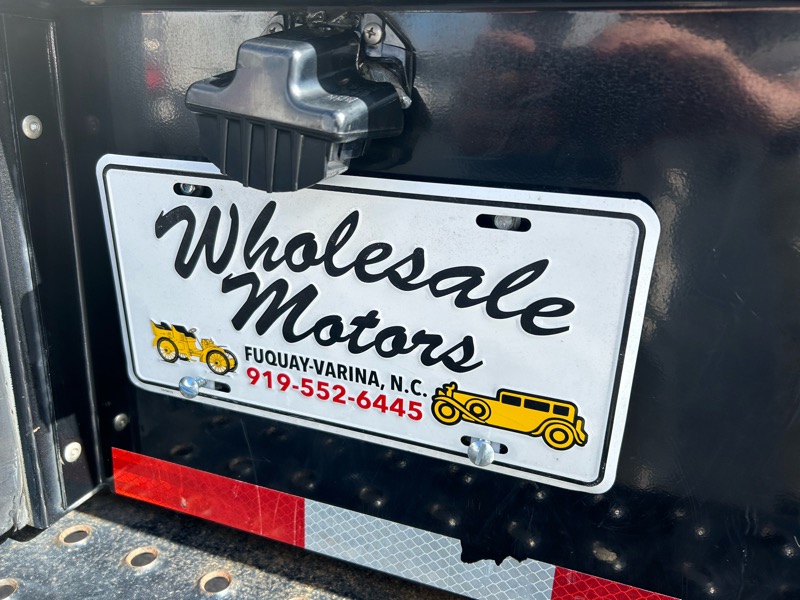 Wholesale
Motors
FUQUAY-VARINA, N.C.
919-552-6445